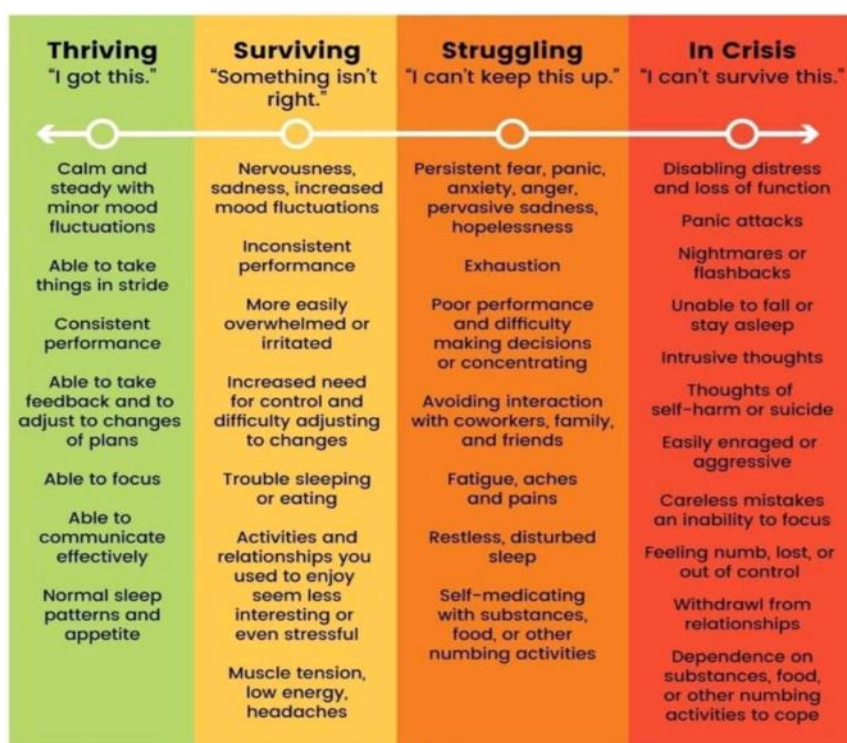 Thriving
"I got this."
Calm and
steady with
minor mood
fluctuations
Able to take
things in stride
Consistent
performance
Able to take
feedback and to
adjust to changes
of plans
Able to focus
Able to
communicate
effectively
Normal sleep
patterns and
appetite
Surviving
"Something isn't
right."
Nervousness,
sadness, increased
mood fluctuations
Inconsistent
performance
More easily
overwhelmed or
irritated
Increased need
for control and
difficulty adjusting
to changes
Trouble sleeping
or eating
Activities and
relationships you
used to enjoy
seem less
interesting or
even stressful
Muscle tension,
low energy,
headaches
Struggling
"I can't keep this up."
Persistent fear, panic,
anxiety, anger,
pervasive sadness,
hopelessness
Exhaustion
Poor performance
and difficulty
making decisions
or concentrating
Avoiding interaction
with coworkers, family,
and friends
Fatigue, aches
and pains
Restless, disturbed
sleep
Self-medicating
with substances,
food, or other
numbing activities
In Crisis
"I can't survive this."
Disabling distress
and loss of function
Panic attacks
Nightmares or
flashbacks
Unable to fall or
stay asleep
Intrusive thoughts
Thoughts of
self-harm or suicide
Easily enraged or
aggressive
Careless mistakes
an inability to focus
Feeling numb, lost, or
out of control
Withdrawl from
relationships
Dependence on
substances, food,
or other numbing
activities to cope